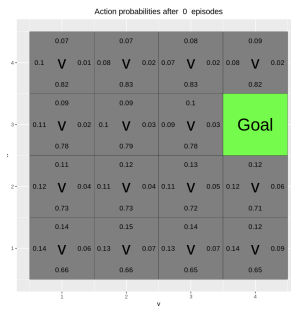 Action probabilities after 0 episodes
0.07 0.07 0.08 0.09
4 0.1 V 0.01 0.08 V 0.02 0.07 V 0.02 0.08 V 0.02
0.82 0.83 0.83 0.82
0.09 0.09 0.1
3 0.11 V 0.02 0.1 V 0.03 0.09 V 0.03 Goal
0.78 0.79 0.78
0.11 0.12 0.13 0.12
2 0.12 V 0.04 0.11 V 0.04 0.11 V 0.05 0.12 V 0.06
0.73 0.73 0.72 0.71
0.14 0.15 0.14 0.12
1 0.14 V 0.06 0.13 V 0.07 0.13 V 0.07 0.14 V 0.09
0.66 0.66 0.65 0.65
1 2 3 4
v